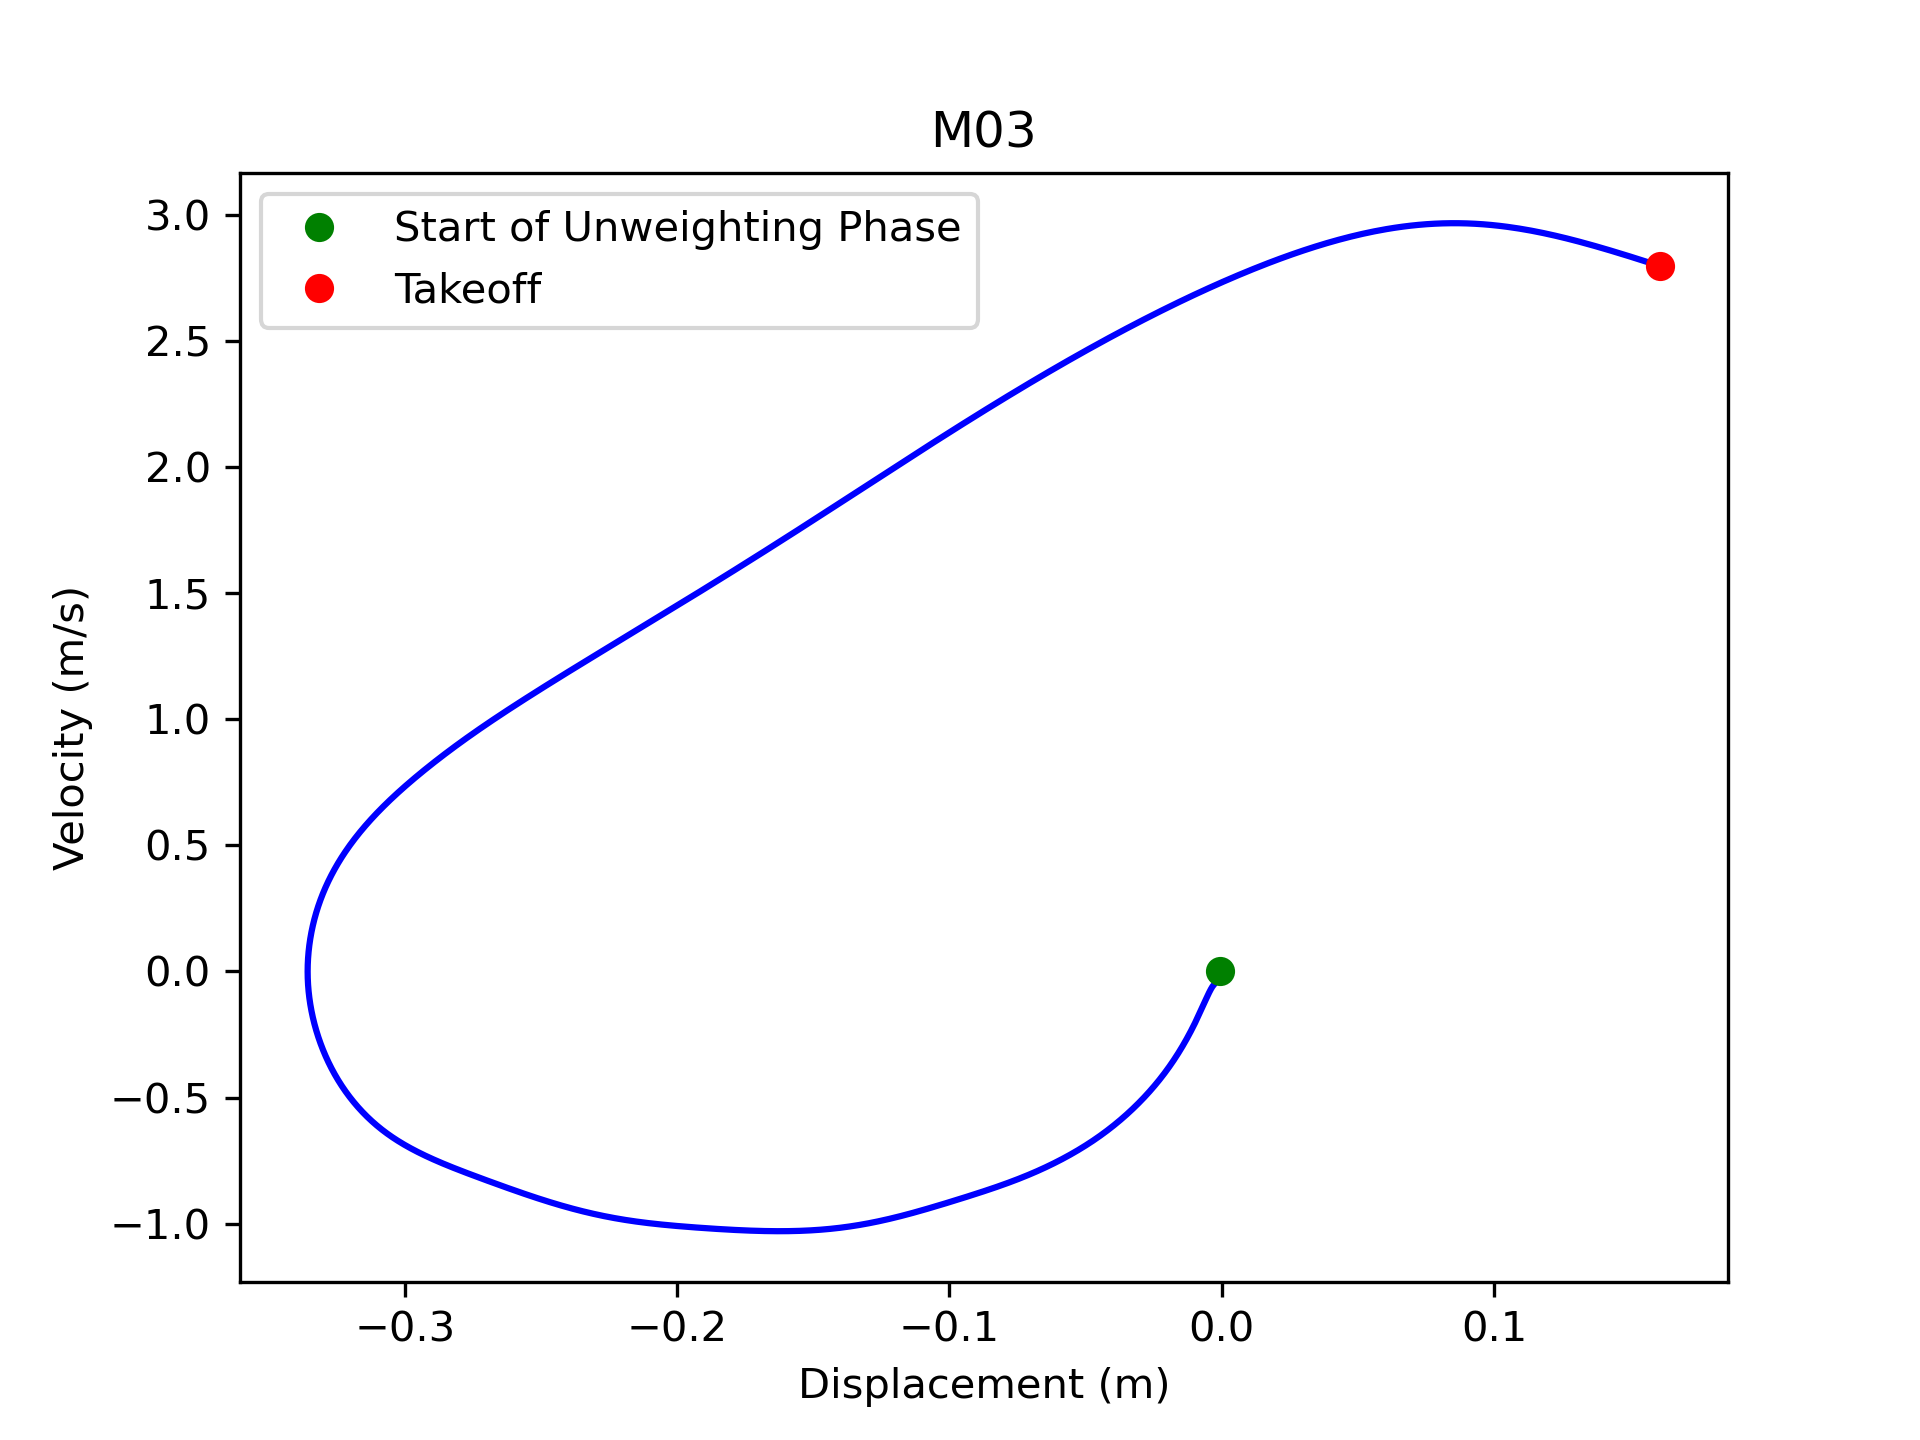 M03
Start of Unweighting Phase
Takeoff
3.0
2.5
2.0
1.5
1.0
0.5
0.0
−0.5
−1.0
Velocity (m/s)
−0.3 −0.2 −0.1 0.0 0.1
Displacement (m)